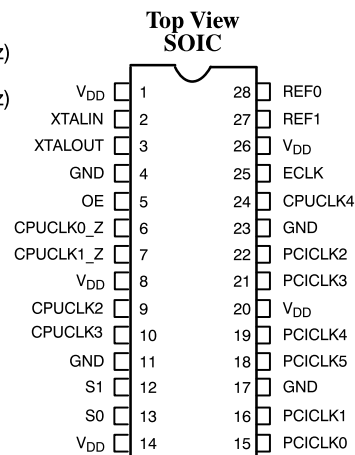 Top View
SOIC
z)
z)
VDD 1 28 REF0
XTALIN 2 27 REF1
XTALOUT 3 26 VDD
GND 4 25 ECLK
OE 5 24 CPUCLK4
CPUCLK0_Z 6 23 GND
CPUCLK1_Z 7 22 PCICLK2
VDD 8 21 PCICLK3
CPUCLK2 9 20 VDD
CPUCLK3 10 19 PCICLK4
GND 11 18 PCICLK5
S1 12 17 GND
S0 13 16 PCICLK1
VDD 14 15 PCICLK0